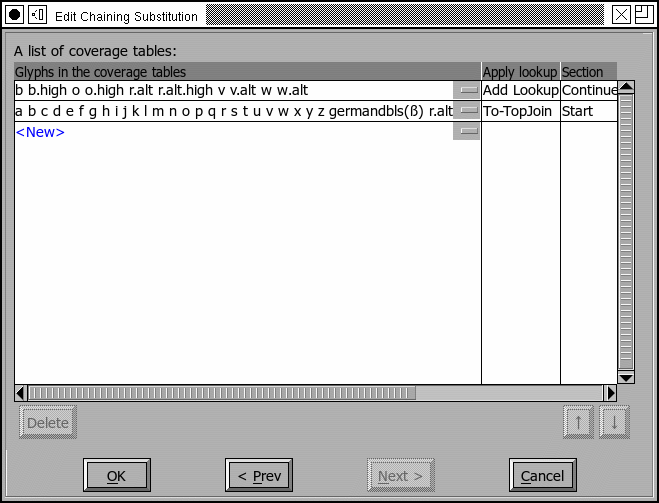 Edit Chaining Substitution
A list of coverage tables:
Glyphs in the coverage tables Apply lookup Section
b b.high o o.high r.alt r.alt.high v v.alt w w.alt Add Lookup Continue
a b c d e f g h i j k l m n o p q r s t u v w x y z germandbls(ß) r.alt To-TopJoin Start
<New>
Delete ↑ ↓
OK < Prev Next > Cancel